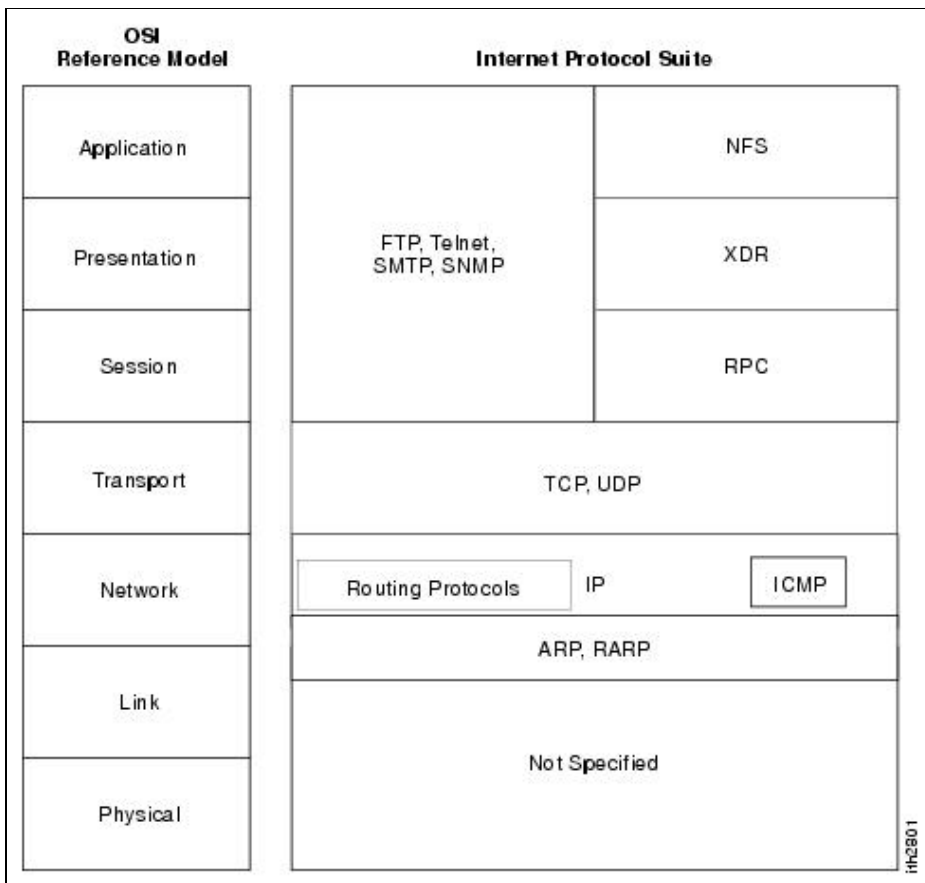 OSI
Reference Model
Internet Protocol Suite
Application
Presentation
Session
Transport
Network
Link
Physical
FTP, Telnet,
SMTP, SNMP
NFS
XDR
RPC
TCP, UDP
Routing Protocols
IP
ICMP
ARP, RARP
Not Specified
ith2801